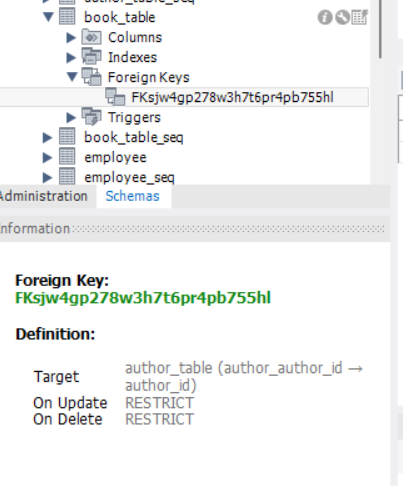 author_table_seq
book_table
Columns
Indexes
Foreign Keys
FKsjw4gp278w3h7t6pr4pb755hl
Triggers
book_table_seq
employee
employee_seq
Administration Schemas
Information
Foreign Key:
FKsjw4gp278w3h7t6pr4pb755hl
Definition:
Target author_table (author_author_id →
author_id)
On Update RESTRICT
On Delete RESTRICT